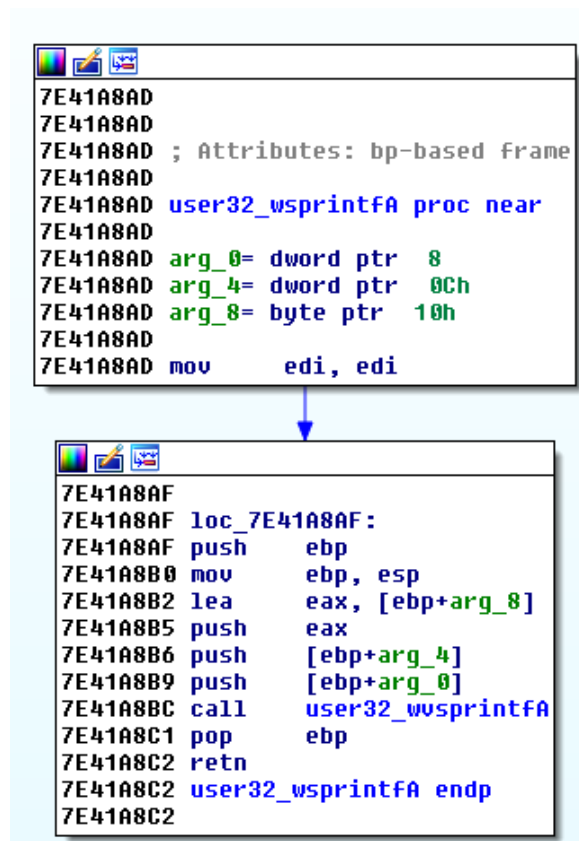 7E41A8AD
7E41A8AD
7E41A8AD ; Attributes: bp-based frame
7E41A8AD
7E41A8AD user32_wsprintfA proc near
7E41A8AD
7E41A8AD arg_0= dword ptr  8
7E41A8AD arg_4= dword ptr  0Ch
7E41A8AD arg_8= byte ptr  10h
7E41A8AD
7E41A8AD mov     edi, edi
7E41A8AF
7E41A8AF loc_7E41A8AF:
7E41A8AF push    ebp
7E41A8B0 mov     ebp, esp
7E41A8B2 lea     eax, [ebp+arg_8]
7E41A8B5 push    eax
7E41A8B6 push    [ebp+arg_4]
7E41A8B9 push    [ebp+arg_0]
7E41A8BC call    user32_wvsprintfA
7E41A8C1 pop     ebp
7E41A8C2 retn
7E41A8C2 user32_wsprintfA endp
7E41A8C2